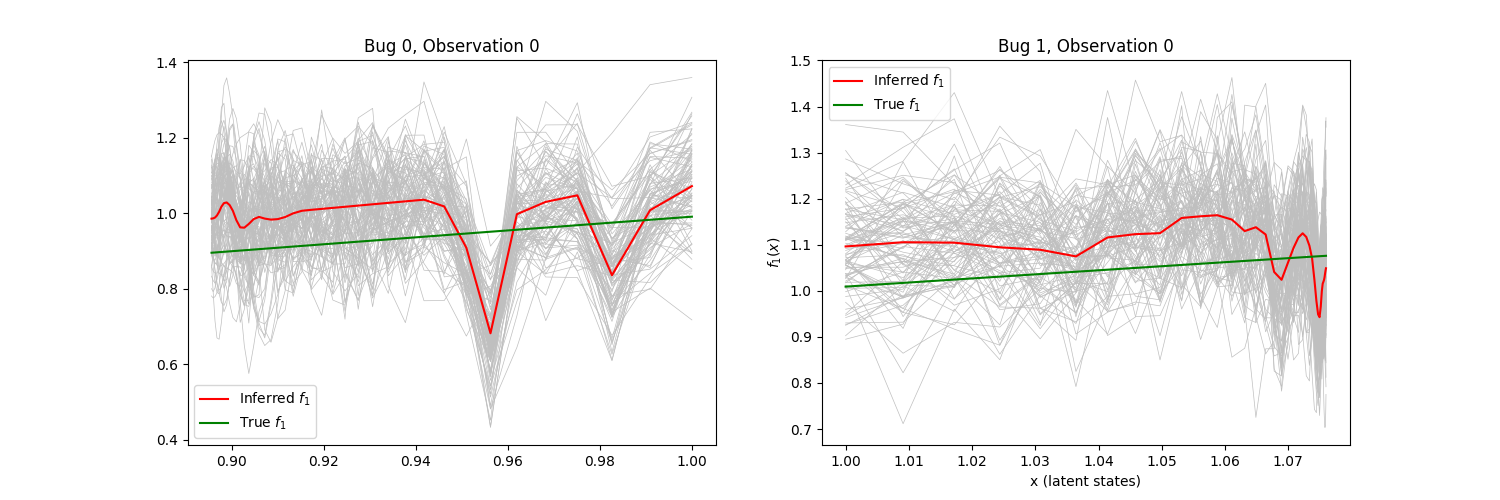 Bug 0, Observation 0
1.4
1.2
1.0
0.8
0.6
0.4
Inferred f₁
True f₁
0.90 0.92 0.94 0.96 0.98 1.00
Bug 1, Observation 0
1.5
1.4
1.3
1.2
1.1
1.0
0.9
0.8
0.7
f₁(x)
Inferred f₁
True f₁
1.00 1.01 1.02 1.03 1.04 1.05 1.06 1.07
x (latent states)